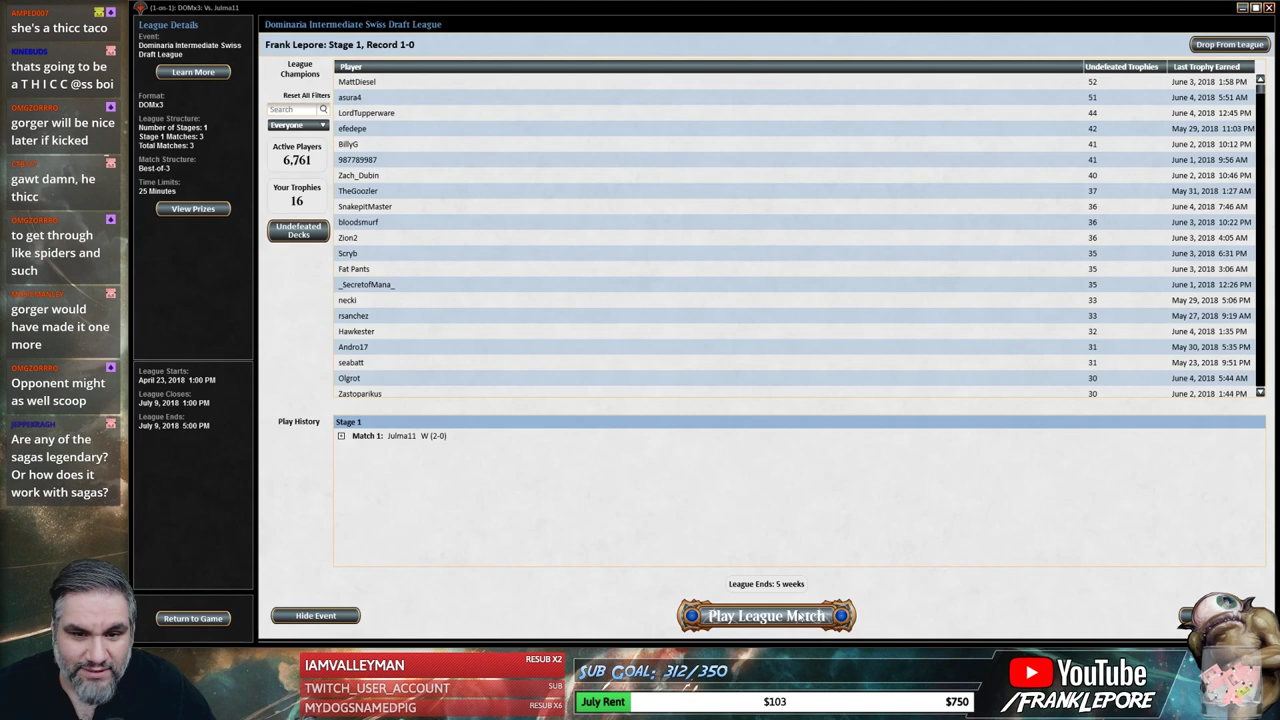 AMPED007
she's a thicc taco
KINEBUDS
thats going to be
a T H I C C @ss boi
OMGZORRO
gorger will be nice
later if kicked
gawt damn, he
thicc
OMGZORRO
to get through
like spiders and
such
gorger would
have made it one
more
OMGZORRO
Opponent might
as well scoop
JEPPEKRAGH
Are any of the
sagas legendary?
Or how does it
work with sagas?
(1-on-1): DOMx3: Vs. Julma11
League Details
Event:
Dominaria Intermediate Swiss
Draft League
Learn More
Format:
DOMx3
League Structure:
Number of Stages: 1
Stage 1 Matches: 3
Total Matches: 3
Match Structure:
Best-of-3
Time Limits:
25 Minutes
View Prizes
League Starts:
April 23, 2018 1:00 PM
League Closes:
July 9, 2018 1:00 PM
League Ends:
July 9, 2018 5:00 PM
Return to Game
Dominaria Intermediate Swiss Draft League
Frank Lepore: Stage 1, Record 1-0
Drop From League
League
Champions
Reset All Filters
Search
Everyone
Active Players
6,761
Your Trophies
16
Undefeated
Decks
Player Undefeated Trophies Last Trophy Earned
MattDiesel 52 June 3, 2018 1:58 PM
asura4 51 June 4, 2018 5:51 AM
LordTupperware 44 June 4, 2018 12:45 PM
efedepe 42 May 29, 2018 11:03 PM
BillyG 41 June 2, 2018 10:12 PM
987789987 41 June 1, 2018 9:56 AM
Zach_Dubin 40 June 2, 2018 10:46 PM
TheGoozler 37 May 31, 2018 1:27 AM
SnakepitMaster 36 June 4, 2018 7:46 AM
bloodsmurf 36 June 3, 2018 10:22 PM
Zion2 36 June 3, 2018 4:05 AM
Scryb 35 June 3, 2018 6:31 PM
Fat Pants 35 June 3, 2018 3:06 AM
_SecretofMana_ 35 June 1, 2018 12:26 PM
necki 33 May 29, 2018 5:06 PM
rsanchez 33 May 27, 2018 9:19 AM
Hawkester 32 June 4, 2018 1:35 PM
Andro17 31 May 30, 2018 5:35 PM
seabatt 31 May 23, 2018 9:51 PM
Olgrot 30 June 4, 2018 5:44 AM
Zastoparikus 30 June 2, 2018 1:44 PM
Play History
Stage 1
Match 1: Julma11 W (2-0)
League Ends: 5 weeks
Hide Event
Play League Match
IAMVALLEYMAN RESUB X2
TWITCH_USER_ACCOUNT SUB
MYDOGSNAMEDPIG RESUB X6
SUB GOAL: 312/350
July Rent $103 $750
YouTube
/FRANKLEPORE